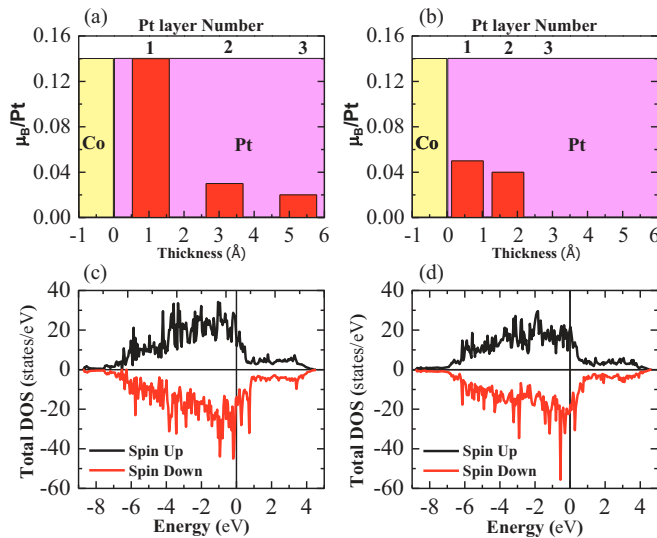 (a) Pt layer Number
1 2 3
0.16
0.12
0.08
0.04
0.00
μB/Pt
Co Pt
-1 0 1 2 3 4 5 6
Thickness (Å)
(b) Pt layer Number
1 2 3
0.16
0.12
0.08
0.04
0.00
μB/Pt
Co Pt
-1 0 1 2 3 4 5 6
Thickness (Å)
(c)
40
20
0
-20
-40
-60
Total DOS (states/eV)
Spin Up
Spin Down
-8 -6 -4 -2 0 2 4
Energy (eV)
(d)
40
20
0
-20
-40
-60
Total DOS (states/eV)
Spin Up
Spin Down
-8 -6 -4 -2 0 2 4
Energy (eV)